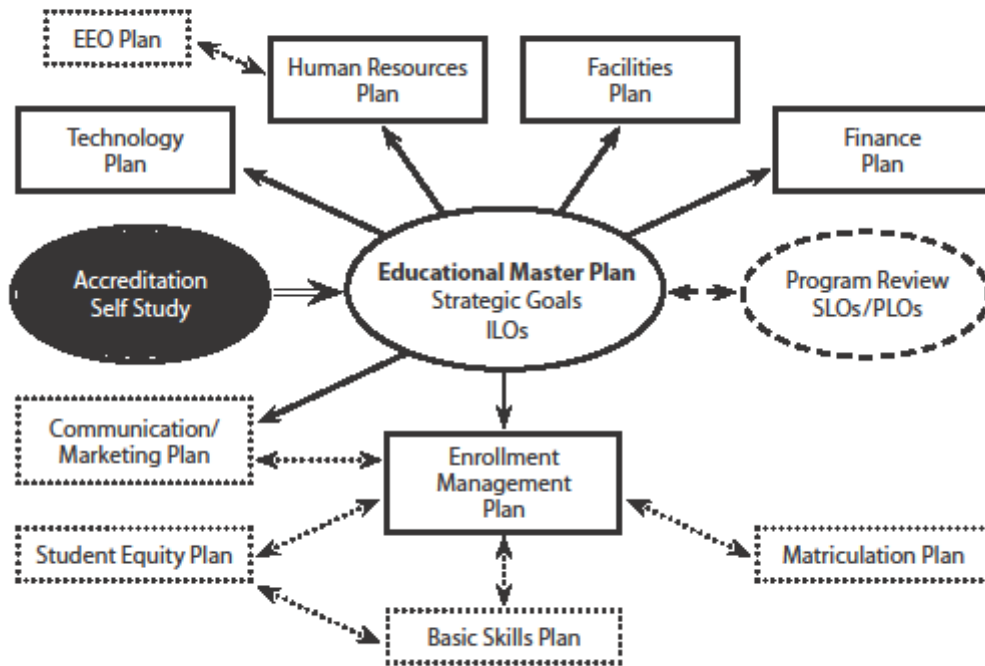 EEO Plan
Human Resources
Plan
Facilities
Plan
Technology
Plan
Finance
Plan
Accreditation
Self Study
Educational Master Plan
Strategic Goals
ILOs
Program Review
SLOs/PLOs
Communication/
Marketing Plan
Enrollment
Management
Plan
Student Equity Plan
Matriculation Plan
Basic Skills Plan